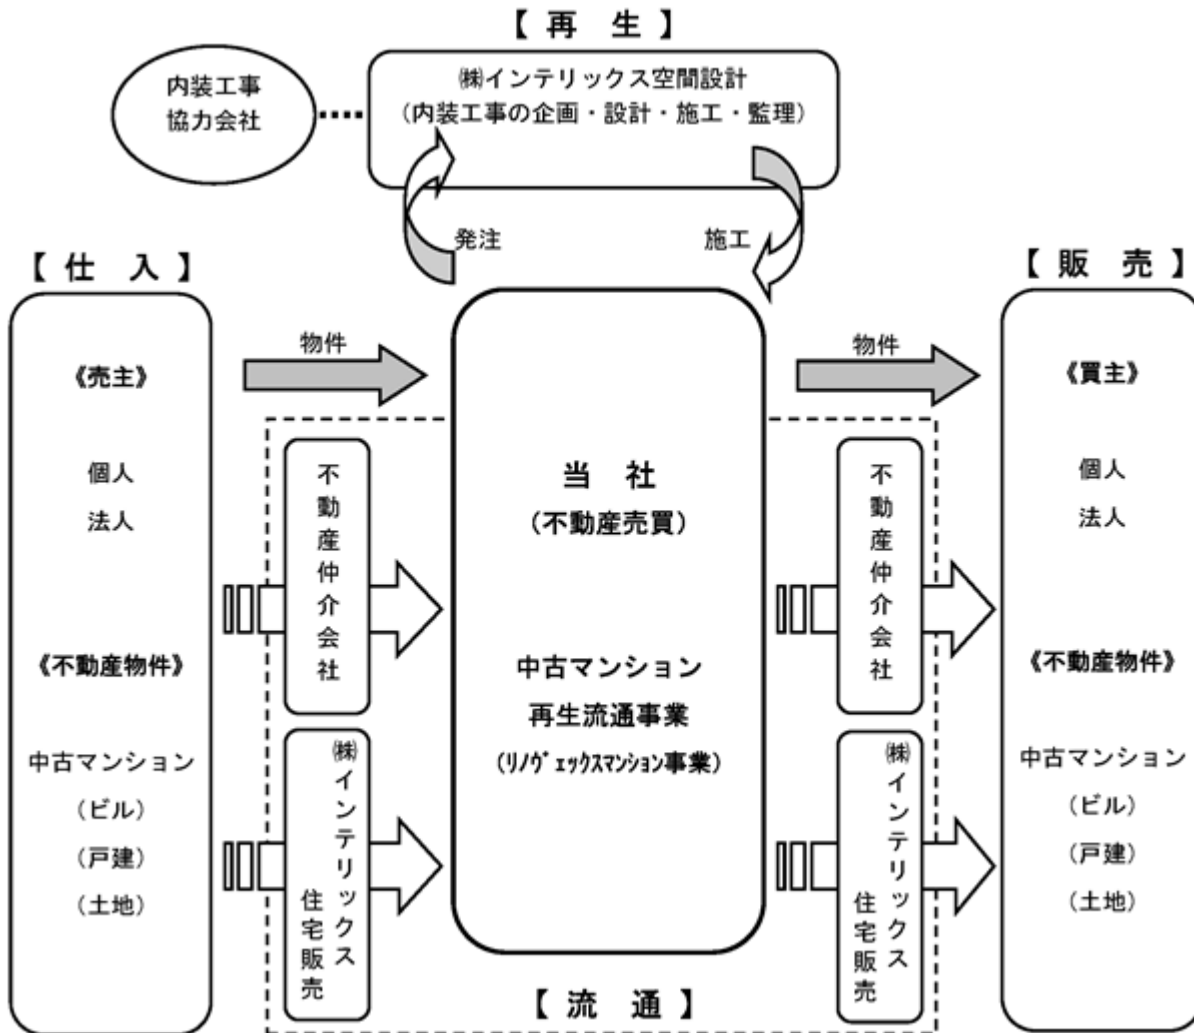 【 再 生 】
㈱インテリックス空間設計
（内装工事の企画・設計・施工・監理）
内装工事
協力会社
発注
施工
【 仕 入 】
《売主》
個人
法人
《不動産物件》
中古マンション
（ビル）
（戸建）
（土地）
物件
不動産仲介会社
㈱インテリックス
住宅販売
当 社
（不動産売買）
中古マンション
再生流通事業
（ﾘﾉｳﾞｪｯｸｽﾏﾝｼｮﾝ事業）
物件
不動産仲介会社
㈱インテリックス
住宅販売
【 流 通 】
【 販 売 】
《買主》
個人
法人
《不動産物件》
中古マンション
（ビル）
（戸建）
（土地）